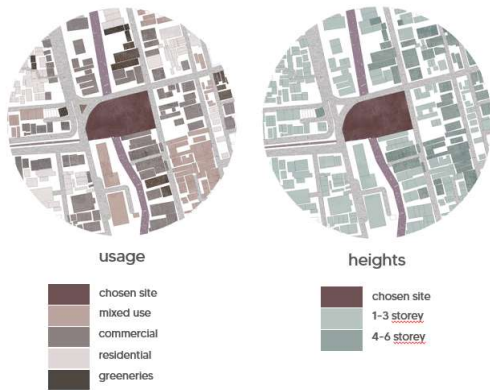 usage
chosen site
mixed use
commercial
residential
greeneries
heights
chosen site
1-3 storey
4-6 storey